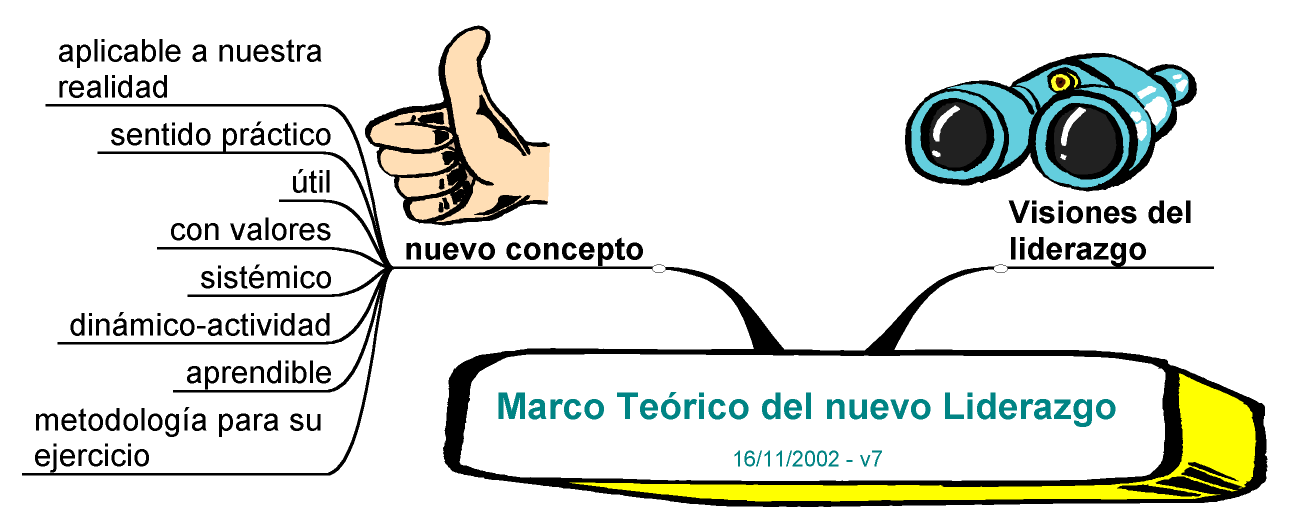 aplicable a nuestra
realidad
sentido práctico
útil
con valores
sistémico
dinámico-actividad
aprendible
metodología para su
ejercicio
nuevo concepto
Visiones del
liderazgo
Marco Teórico del nuevo Liderazgo
16/11/2002 - v7